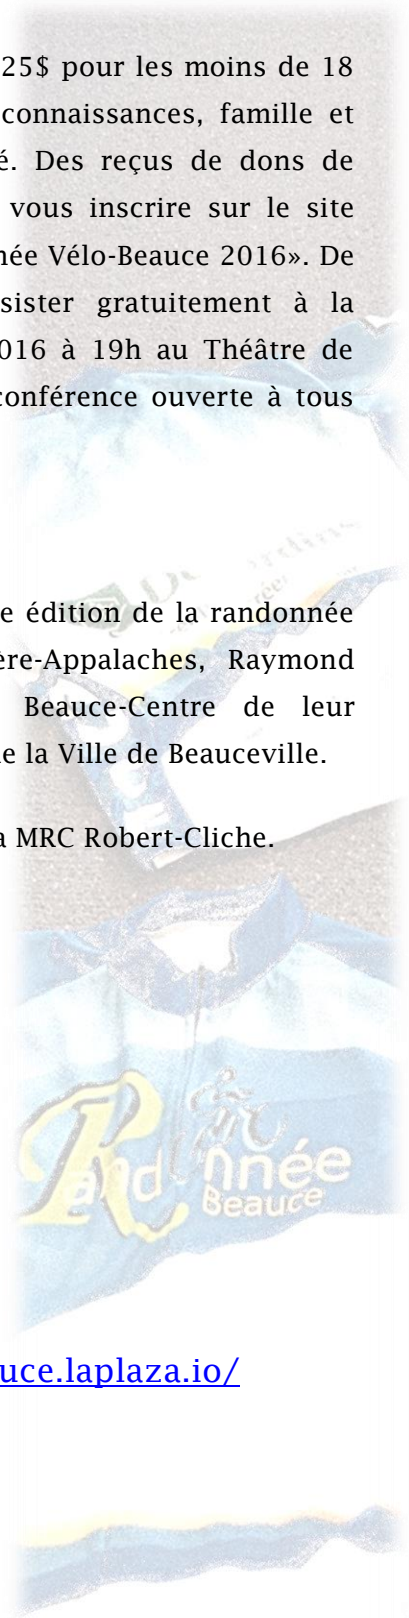 25$ pour les moins de 18
connaissances, famille et
é. Des reçus de dons de
vous inscrire sur le site
née Vélo-Beauce 2016». De
sister gratuitement à la
016 à 19h au Théâtre de
conférence ouverte à tous
Desjardins
e édition de la randonnée
ère-Appalaches, Raymond
Beauce-Centre de leur
e la Ville de Beauceville.
a MRC Robert-Cliche.
Randonnée
Beauce
uce.laplaza.io/